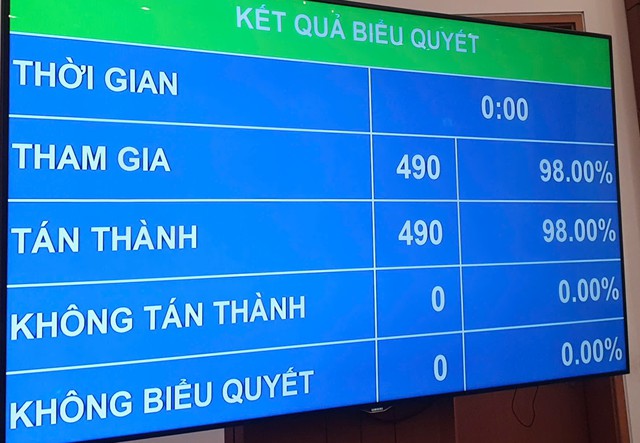 KẾT QUẢ BIỂU QUYẾT
THỜI GIAN 0:00
THAM GIA 490 98.00%
TÁN THÀNH 490 98.00%
KHÔNG TÁN THÀNH 0 0.00%
KHÔNG BIỂU QUYẾT 0 0.00%